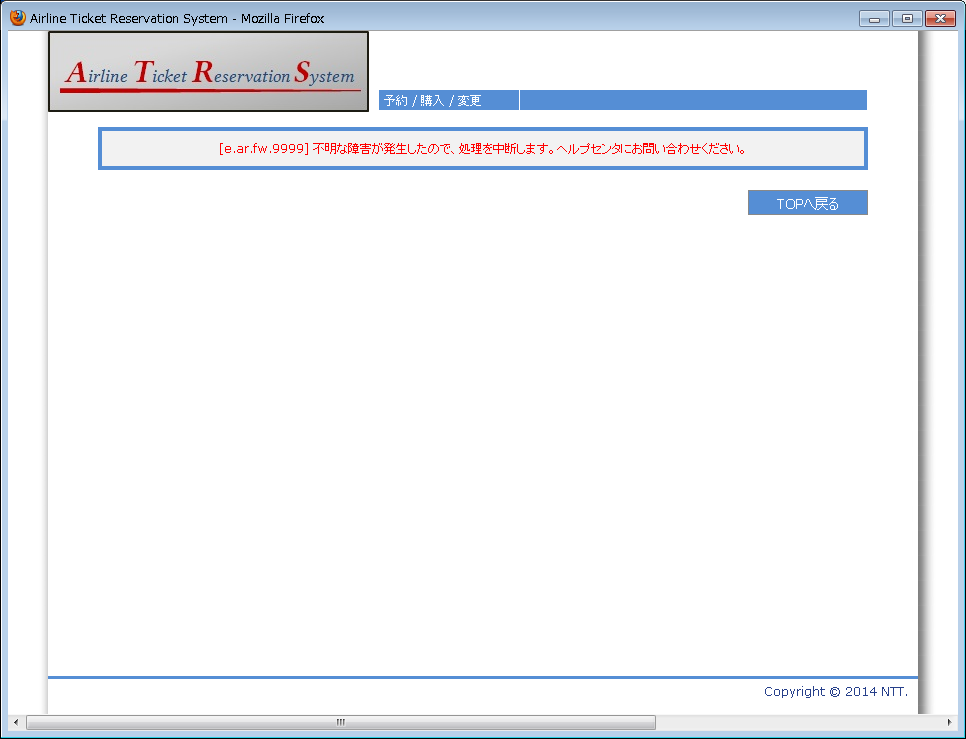 Airline Ticket Reservation System - Mozilla Firefox
Airline Ticket Reservation System
予約 / 購入 / 変更
[e.ar.fw.9999] 不明な障害が発生したので、処理を中断します。ヘルプセンタにお問い合わせください。
TOPへ戻る
Copyright © 2014 NTT.